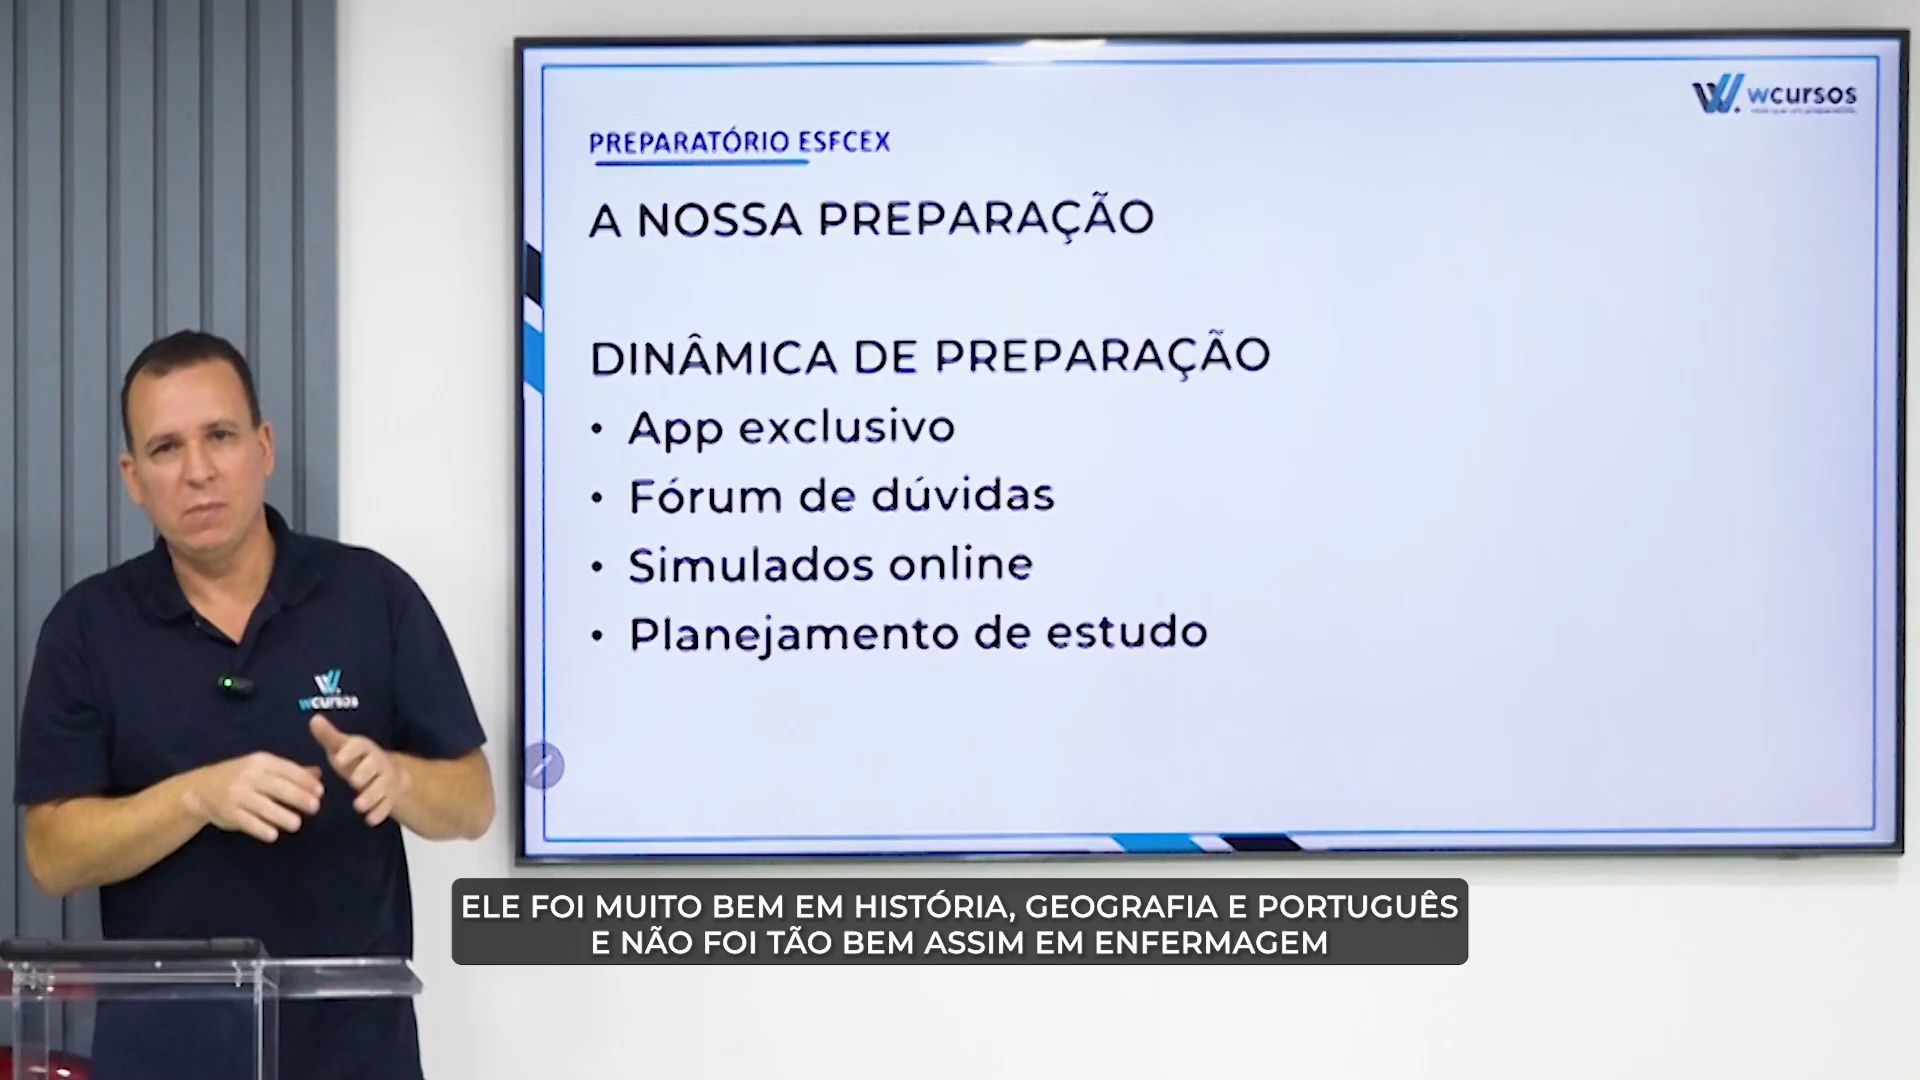 wcursos
PREPARATÓRIO ESFCEX
A NOSSA PREPARAÇÃO
DINÂMICA DE PREPARAÇÃO
• App exclusivo
• Fórum de dúvidas
• Simulados online
• Planejamento de estudo
wcursos
ELE FOI MUITO BEM EM HISTÓRIA, GEOGRAFIA E PORTUGUÊS
E NÃO FOI TÃO BEM ASSIM EM ENFERMAGEM